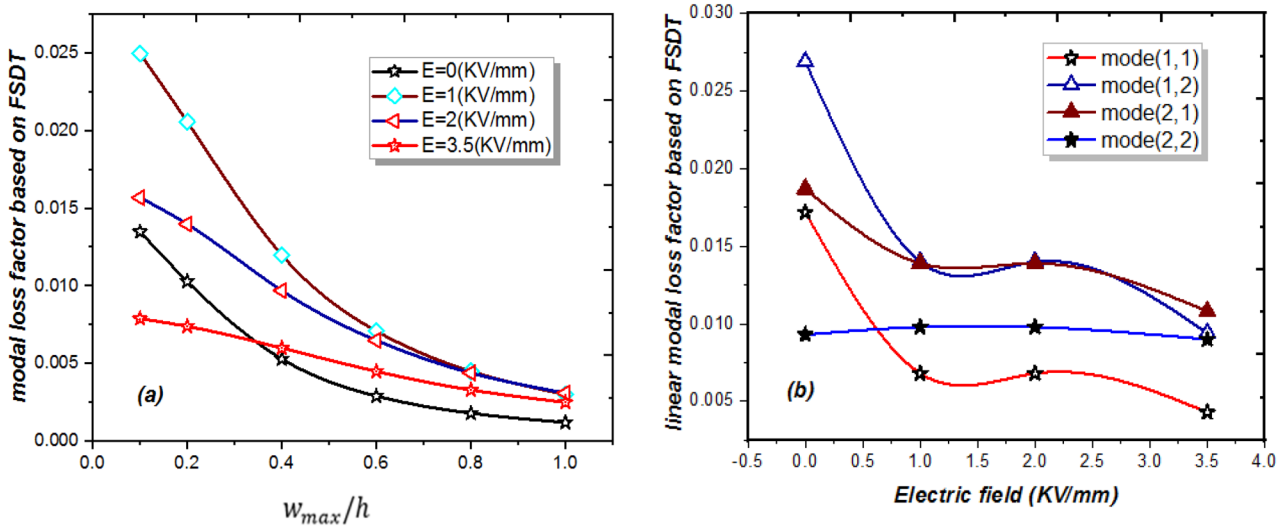 modal loss factor based on FSDT
0.025
0.020
0.015
0.010
0.005
0.000
0.0
0.2
0.4
0.6
0.8
1.0
w_max/h
E=0(KV/mm)
E=1(KV/mm)
E=2(KV/mm)
E=3.5(KV/mm)
(a)
linear modal loss factor based on FSDT
0.030
0.025
0.020
0.015
0.010
0.005
-0.5
0.0
0.5
1.0
1.5
2.0
2.5
3.0
3.5
4.0
Electric field (KV/mm)
mode(1,1)
mode(1,2)
mode(2,1)
mode(2,2)
(b)